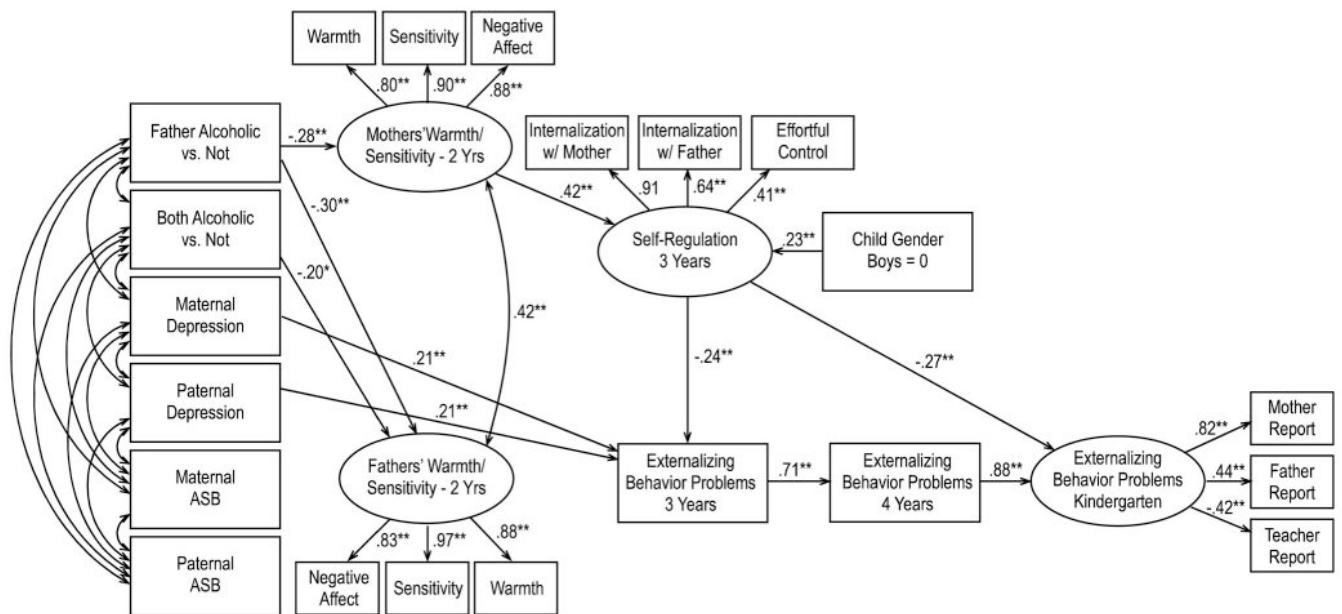 Warmth
Sensitivity
Negative
Affect
.80**
.90**
.88**
Father Alcoholic
vs. Not
-.28**
Mothers' Warmth/
Sensitivity - 2 Yrs
Internalization
w/ Mother
Internalization
w/ Father
Effortful
Control
.91
.64**
.41**
.42**
Both Alcoholic
vs. Not
-.30**
Self-Regulation
3 Years
.23**
Child Gender
Boys = 0
-.20*
Maternal
Depression
.42**
.21**
-.24**
-.27**
Paternal
Depression
.21**
Fathers' Warmth/
Sensitivity - 2 Yrs
Externalizing
Behavior Problems
3 Years
.71**
Externalizing
Behavior Problems
4 Years
.88**
Externalizing
Behavior Problems
Kindergarten
.82**
Mother
Report
.44**
Father
Report
-.42**
Teacher
Report
Maternal
ASB
.83**
.97**
.88**
Paternal
ASB
Negative
Affect
Sensitivity
Warmth